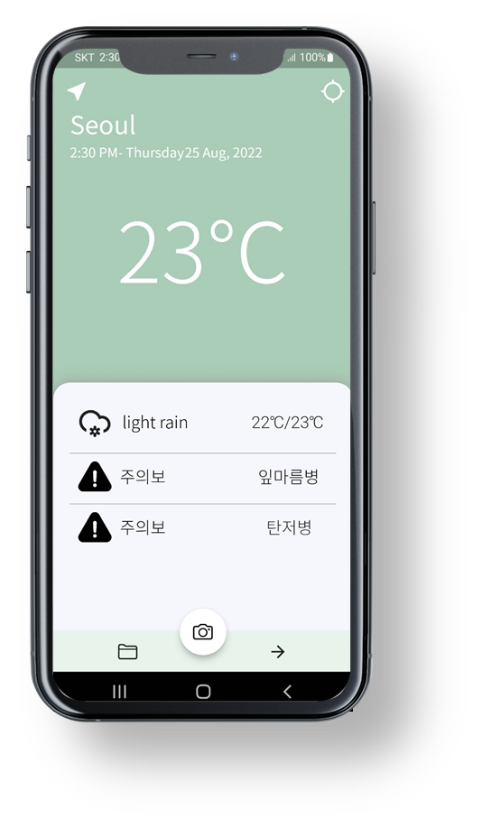 SKT 2:30 100%
Seoul
2:30 PM- Thursday25 Aug, 2022
23°C
light rain 22℃/23℃
주의보 잎마름병
주의보 탄저병